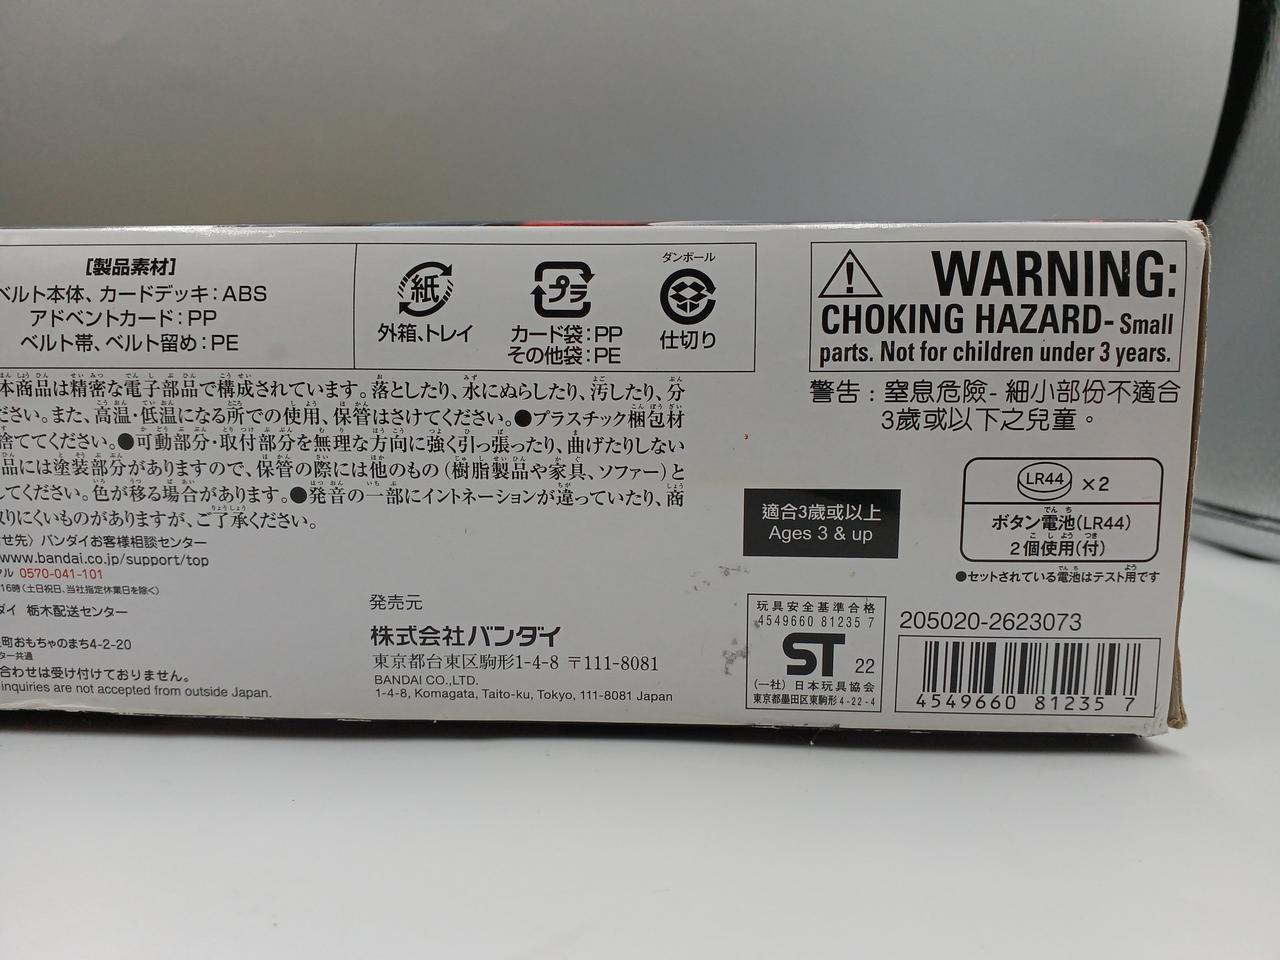 [製品素材]
ベルト本体、カードデッキ：ABS
アドベントカード：PP
ベルト帯、ベルト留め：PE
紙
外箱、トレイ
プラ
カード袋：PP
その他袋：PE
ダンボール
仕切り
本商品は精密な電子部品で構成されています。落としたり、水にぬらしたり、汚したり、分
ださい。また、高温・低温になる所での使用、保管はさけてください。●プラスチック梱包材
捨ててください。●可動部分・取付部分を無理な方向に強く引っ張ったり、曲げたりしない
品には塗装部分がありますので、保管の際には他のもの（樹脂製品や家具、ソファー）と
してください。色が移る場合があります。●発音の一部にイントネーションが違っていたり、商
取りにくいものがありますが、ご了承ください。
せ先〉バンダイお客様相談センター
www.bandai.co.jp/support/top
ル 0570-041-101
16時（土日祝日、当社指定休業日を除く）
ダイ 栃木配送センター
町おもちゃのまち4-2-20
ター共通
合わせは受け付けておりません。
inquiries are not accepted from outside Japan.
発売元
株式会社バンダイ
東京都台東区駒形1-4-8 〒111-8081
BANDAI CO.,LTD.
1-4-8, Komagata, Taito-ku, Tokyo, 111-8081 Japan
WARNING:
CHOKING HAZARD- Small
parts. Not for children under 3 years.
警告：窒息危險- 細小部份不適合
3歲或以下之兒童。
適合3歲或以上
Ages 3 & up
LR44 ×2
ボタン電池(LR44)
2個使用(付)
●セットされている電池はテスト用です
玩具安全基準合格
4549660 81235 7
ST 22
(一社) 日本玩具協会
東京都墨田区東駒形4-22-4
205020-2623073
4549660 81235 7